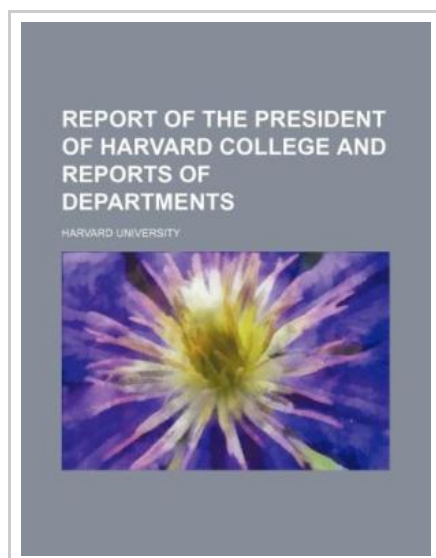 REPORT OF THE PRESIDENT
OF HARVARD COLLEGE AND
REPORTS OF
DEPARTMENTS
HARVARD UNIVERSITY